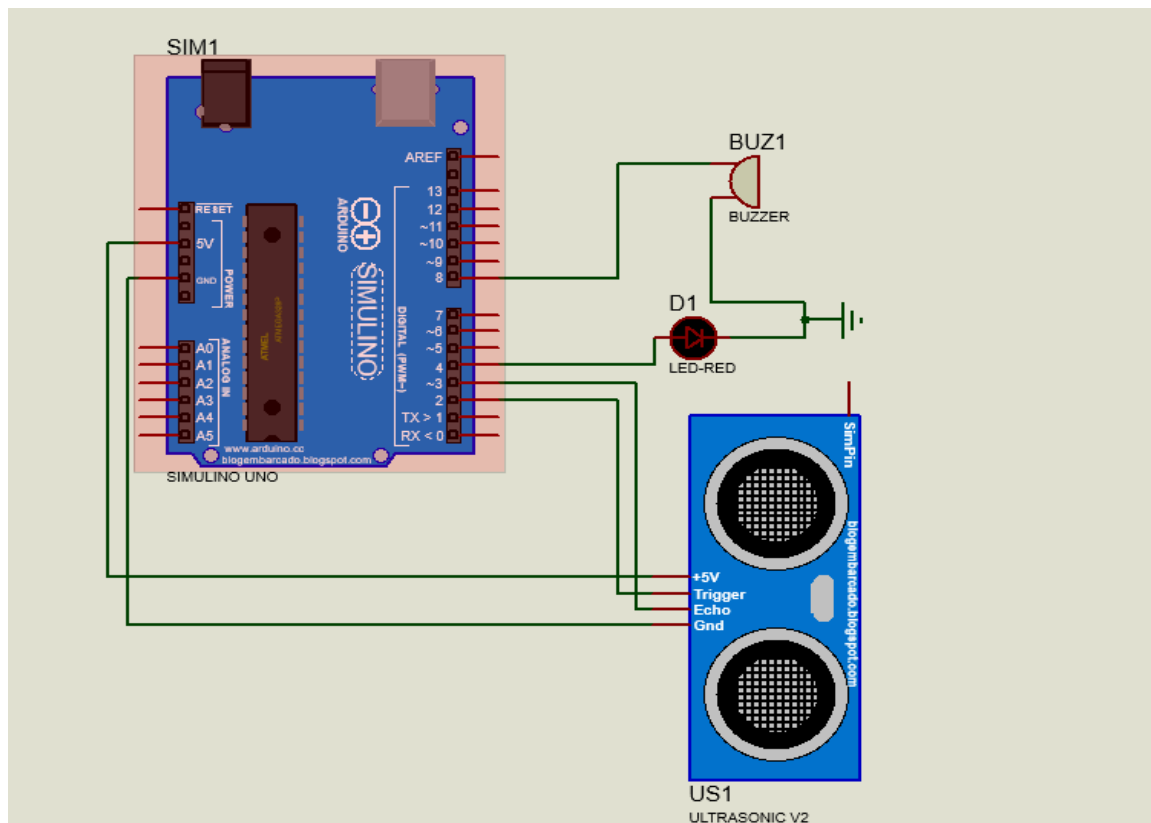 SIM1
AREF
13
12
~11
~10
~9
8
7
~6
~5
4
~3
2
TX > 1
RX < 0
RESET
5V
GND
POWER
A0
A1
A2
A3
A4
A5
ANALOG IN
ATMEL
ARDUINO
SIMULINO
DIGITAL (PWM~)
www.arduino.cc
blogembarcado.blogspot.com
SIMULINO UNO
BUZ1
BUZZER
D1
LED-RED
SimPin
+5V
Trigger
Echo
Gnd
blogembarcado.blogspot.com
US1
ULTRASONIC V2